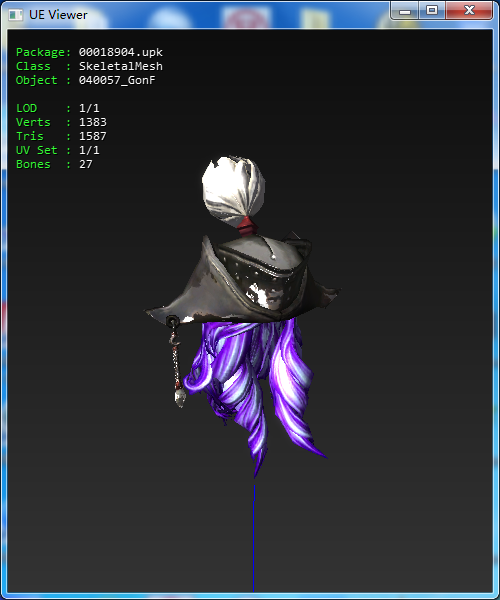 UE Viewer
Package: 00018904.upk
Class : SkeletalMesh
Object : 040057_GonF
LOD : 1/1
Verts : 1383
Tris : 1587
UV Set : 1/1
Bones : 27